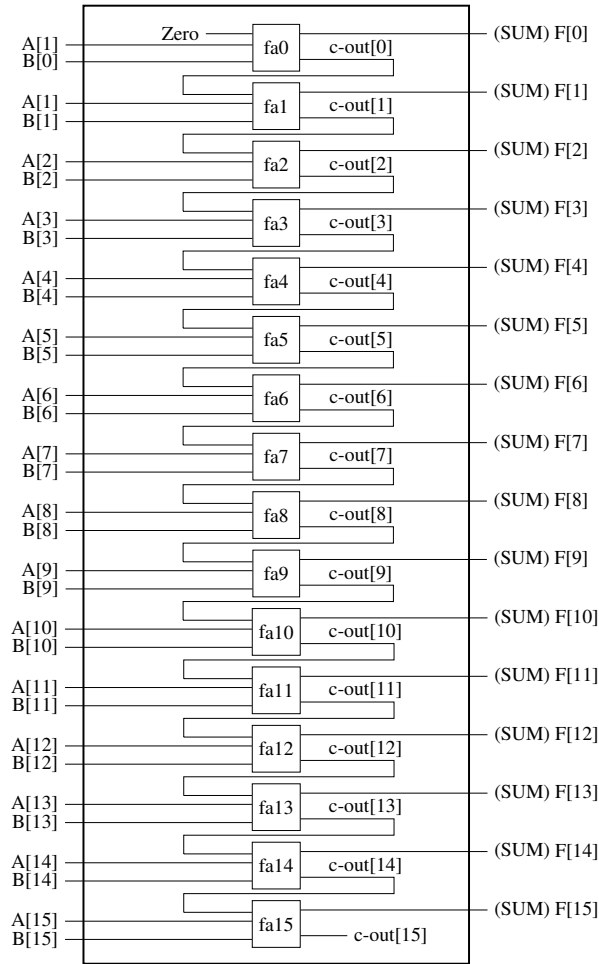 Zero
(SUM) F[0]
A[1]
fa0
c-out[0]
B[0]
(SUM) F[1]
A[1]
fa1
c-out[1]
B[1]
(SUM) F[2]
A[2]
fa2
c-out[2]
B[2]
(SUM) F[3]
A[3]
fa3
c-out[3]
B[3]
(SUM) F[4]
A[4]
fa4
c-out[4]
B[4]
(SUM) F[5]
A[5]
fa5
c-out[5]
B[5]
(SUM) F[6]
A[6]
fa6
c-out[6]
B[6]
(SUM) F[7]
A[7]
fa7
c-out[7]
B[7]
(SUM) F[8]
A[8]
fa8
c-out[8]
B[8]
(SUM) F[9]
A[9]
fa9
c-out[9]
B[9]
(SUM) F[10]
A[10]
fa10
c-out[10]
B[10]
(SUM) F[11]
A[11]
fa11
c-out[11]
B[11]
(SUM) F[12]
A[12]
fa12
c-out[12]
B[12]
(SUM) F[13]
A[13]
fa13
c-out[13]
B[13]
(SUM) F[14]
A[14]
fa14
c-out[14]
B[14]
(SUM) F[15]
A[15]
fa15
B[15]
c-out[15]